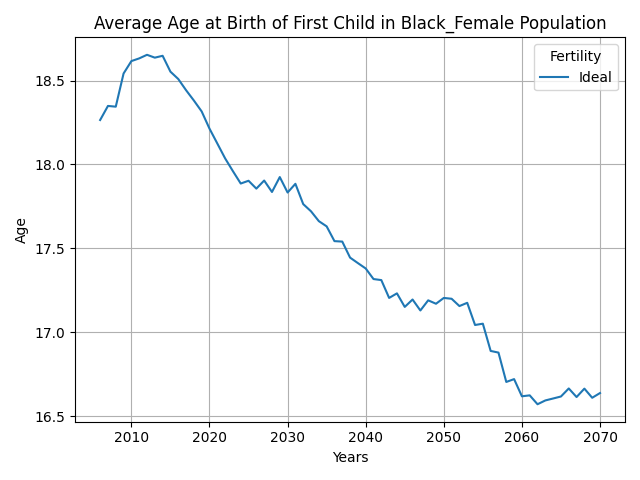 Average Age at Birth of First Child in Black_Female Population
Fertility
Ideal
18.5
18.0
17.5
17.0
16.5
Age
2010 2020 2030 2040 2050 2060 2070
Years